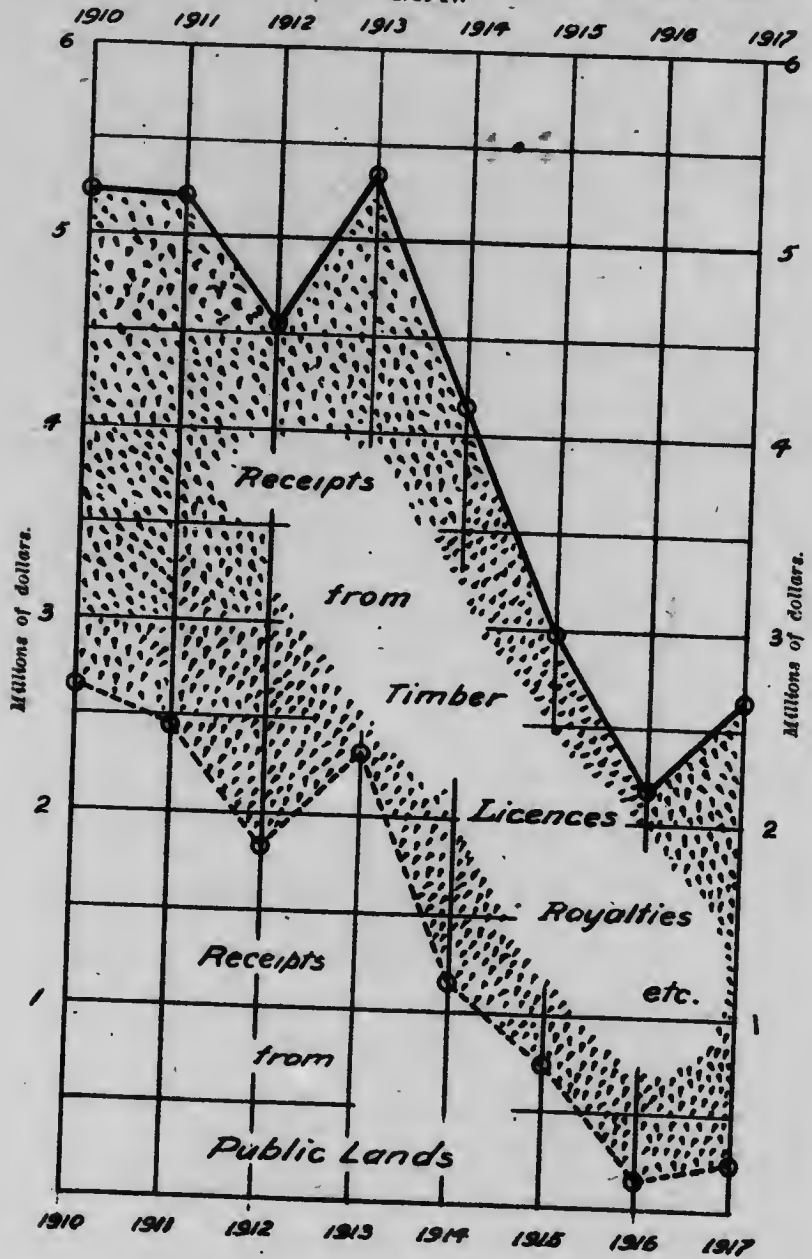 1910 1911 1912 1913 1914 1915 1916 1917
6 6
5 5
4 4
Receipts
Millions of dollars.
Millions of dollars.
from
3 3
Timber
2 2
Licences
Royalties
Receipts
etc.
1 1
from
Public Lands
1910 1911 1912 1913 1914 1915 1916 1917